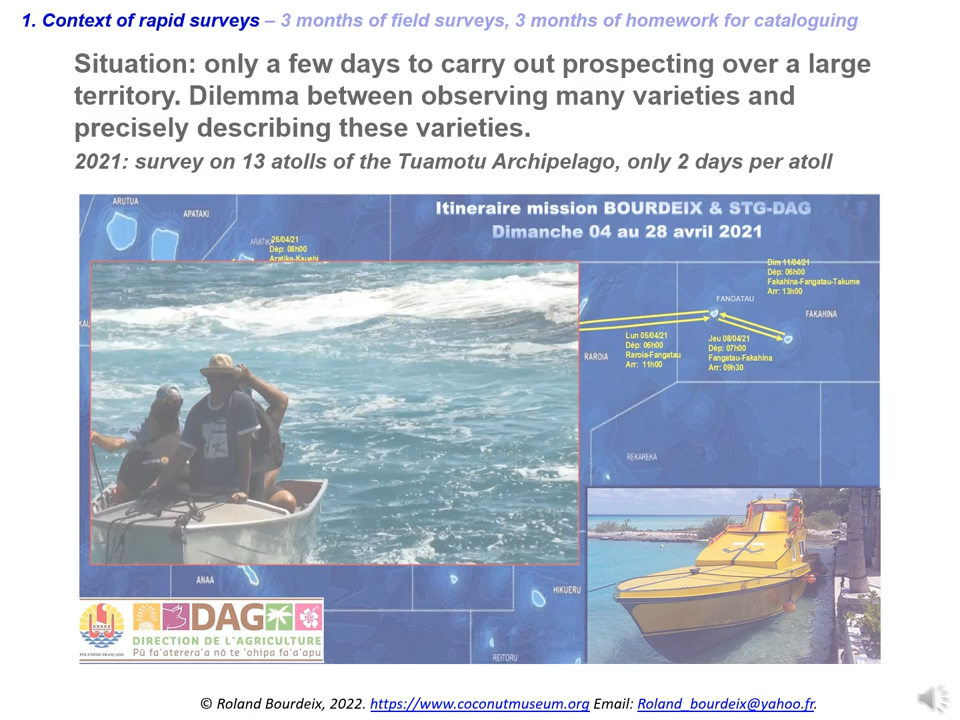 1. Context of rapid surveys – 3 months of field surveys, 3 months of homework for cataloguing
Situation: only a few days to carry out prospecting over a large
territory. Dilemma between observing many varieties and
precisely describing these varieties.
2021: survey on 13 atolls of the Tuamotu Archipelago, only 2 days per atoll
Itineraire mission BOURDEIX & STG-DAG
Dimanche 04 au 28 avril 2021
ARUTUA
APATAKI
26/04/21
Dép: 08h00
Aratika-Kauehi
Dim 11/04/21
Dép: 06h00
Fakahina-Fangatau-Takume
Arr: 13h00
FANGATAU
FAKAHINA
RAROIA
Lun 05/04/21
Dép: 06h00
Raroia-Fangatau
Arr: 11h00
Jeu 08/04/21
Dép: 07h00
Fangatau-Fakahina
Arr: 09h30
REKAREKA
ANAA
HIKUERU
REITORU
POLYNÉSIE FRANÇAISE
DAG
DIRECTION DE L'AGRICULTURE
Pū fa'aterera'a nō te 'ohipa fa'a'apu
© Roland Bourdeix, 2022. https://www.coconutmuseum.org Email: Roland_bourdeix@yahoo.fr.